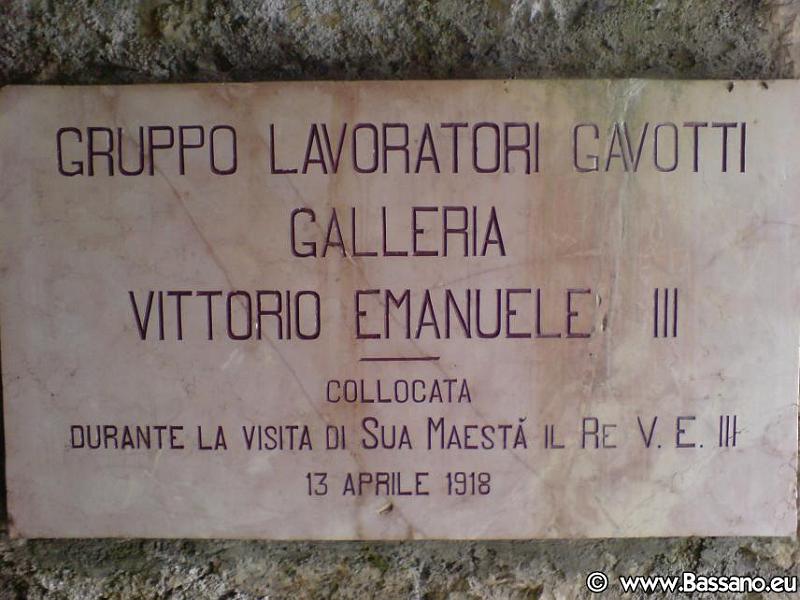 GRUPPO LAVORATORI GAVOTTI
GALLERIA
VITTORIO EMANUELE III
COLLOCATA
DURANTE LA VISITA DI SUA MAESTÁ IL RE V. E. III
13 APRILE 1918
© www.Bassano.eu